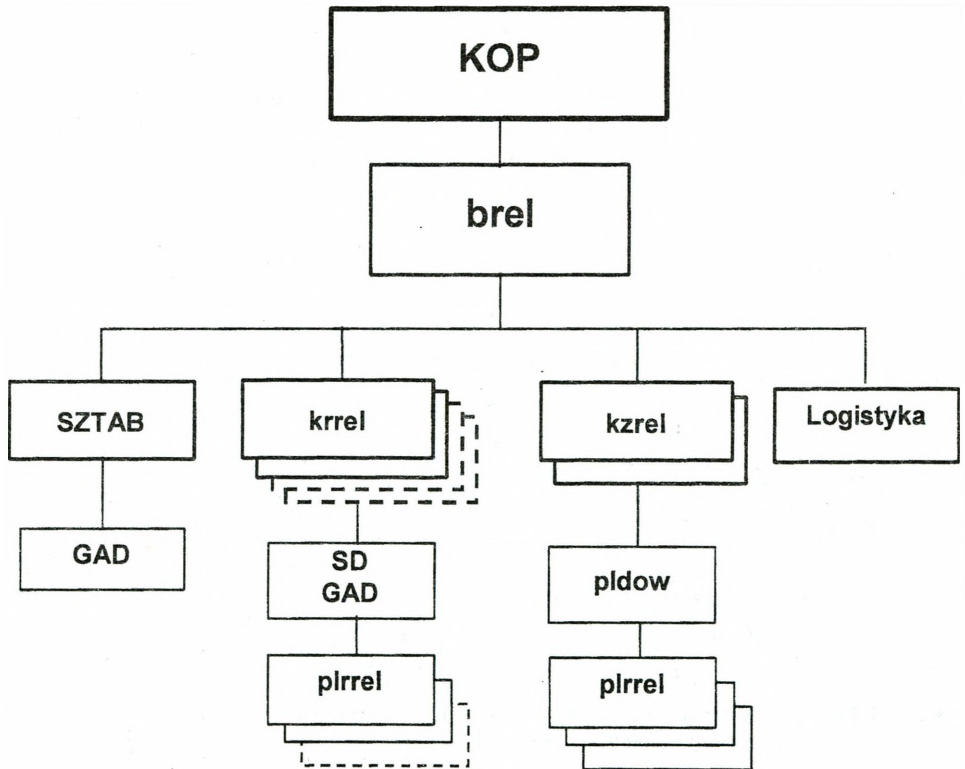 KOP
brel
SZTAB
krrel
kzrel
Logistyka
GAD
SD
GAD
pldow
plrrel
plrrel